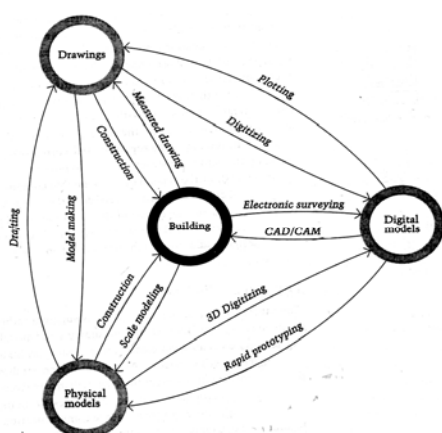 Drawings
Plotting
Measured drawing
Digitizing
Construction
Drafting
Model making
Building
Electronic surveying
CAD/CAM
Digital
models
Construction
Scale modeling
3D Digitizing
Rapid prototyping
Physical
models